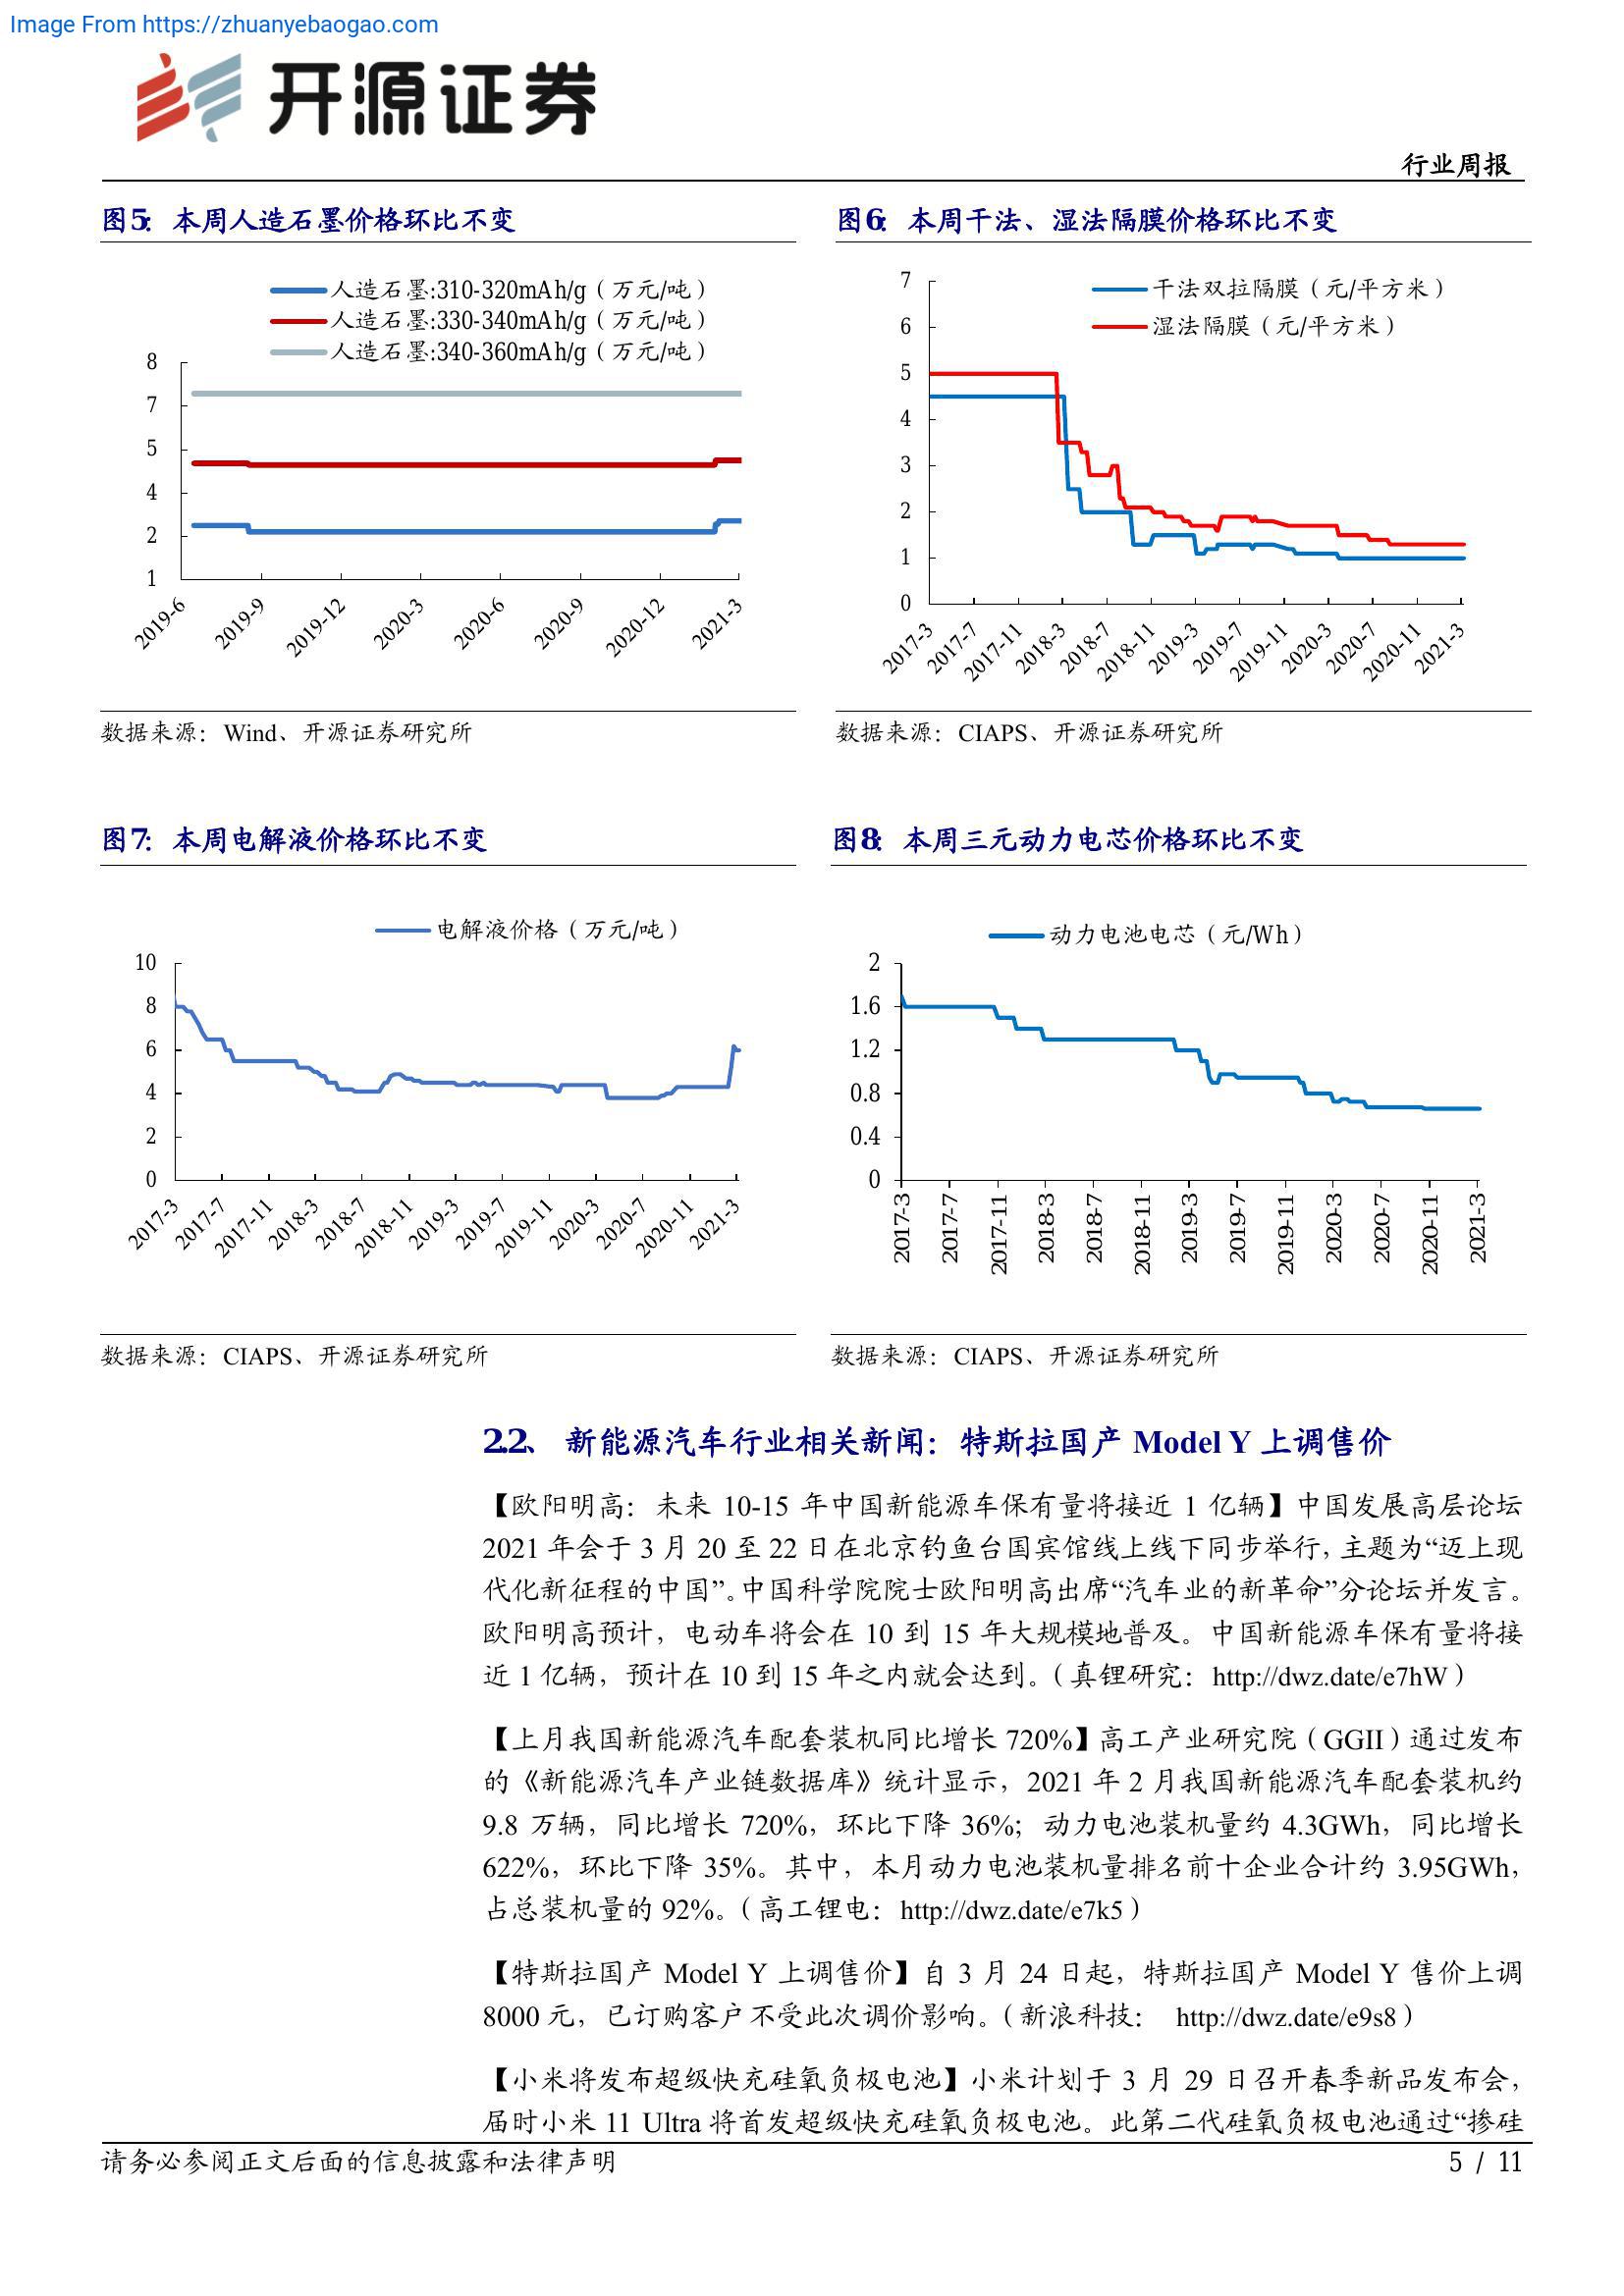 Image From https://zhuanyebaogao.com
开源证券
行业周报
图5：本周人造石墨价格环比不变
人造石墨:310-320mAh/g（万元/吨）
人造石墨:330-340mAh/g（万元/吨）
人造石墨:340-360mAh/g（万元/吨）
8
7
5
4
2
1
2019-6 2019-9 2019-12 2020-3 2020-6 2020-9 2020-12 2021-3
数据来源：Wind、开源证券研究所
图6：本周干法、湿法隔膜价格环比不变
干法双拉隔膜（元/平方米）
湿法隔膜（元/平方米）
7
6
5
4
3
2
1
0
2017-3 2017-7 2017-11 2018-3 2018-7 2018-11 2019-3 2019-7 2019-11 2020-3 2020-7 2020-11 2021-3
数据来源：CIAPS、开源证券研究所
图7：本周电解液价格环比不变
电解液价格（万元/吨）
10
8
6
4
2
0
2017-3 2017-7 2017-11 2018-3 2018-7 2018-11 2019-3 2019-7 2019-11 2020-3 2020-7 2020-11 2021-3
数据来源：CIAPS、开源证券研究所
图8：本周三元动力电芯价格环比不变
动力电池电芯（元/Wh）
2
1.6
1.2
0.8
0.4
0
2017-3 2017-7 2017-11 2018-3 2018-7 2018-11 2019-3 2019-7 2019-11 2020-3 2020-7 2020-11 2021-3
数据来源：CIAPS、开源证券研究所
2.2、 新能源汽车行业相关新闻：特斯拉国产 Model Y 上调售价
【欧阳明高：未来 10-15 年中国新能源车保有量将接近 1 亿辆】中国发展高层论坛
2021 年会于 3 月 20 至 22 日在北京钓鱼台国宾馆线上线下同步举行，主题为“迈上现
代化新征程的中国”。中国科学院院士欧阳明高出席“汽车业的新革命”分论坛并发言。
欧阳明高预计，电动车将会在 10 到 15 年大规模地普及。中国新能源车保有量将接
近 1 亿辆，预计在 10 到 15 年之内就会达到。（真锂研究：http://dwz.date/e7hW）
【上月我国新能源汽车配套装机同比增长 720%】高工产业研究院（GGII）通过发布
的《新能源汽车产业链数据库》统计显示，2021 年 2 月我国新能源汽车配套装机约
9.8 万辆，同比增长 720%，环比下降 36%；动力电池装机量约 4.3GWh，同比增长
622%，环比下降 35%。其中，本月动力电池装机量排名前十企业合计约 3.95GWh，
占总装机量的 92%。（高工锂电：http://dwz.date/e7k5）
【特斯拉国产 Model Y 上调售价】自 3 月 24 日起，特斯拉国产 Model Y 售价上调
8000 元，已订购客户不受此次调价影响。（新浪科技： http://dwz.date/e9s8）
【小米将发布超级快充硅氧负极电池】小米计划于 3 月 29 日召开春季新品发布会，
届时小米 11 Ultra 将首发超级快充硅氧负极电池。此第二代硅氧负极电池通过“掺硅
请务必参阅正文后面的信息披露和法律声明
5 / 11